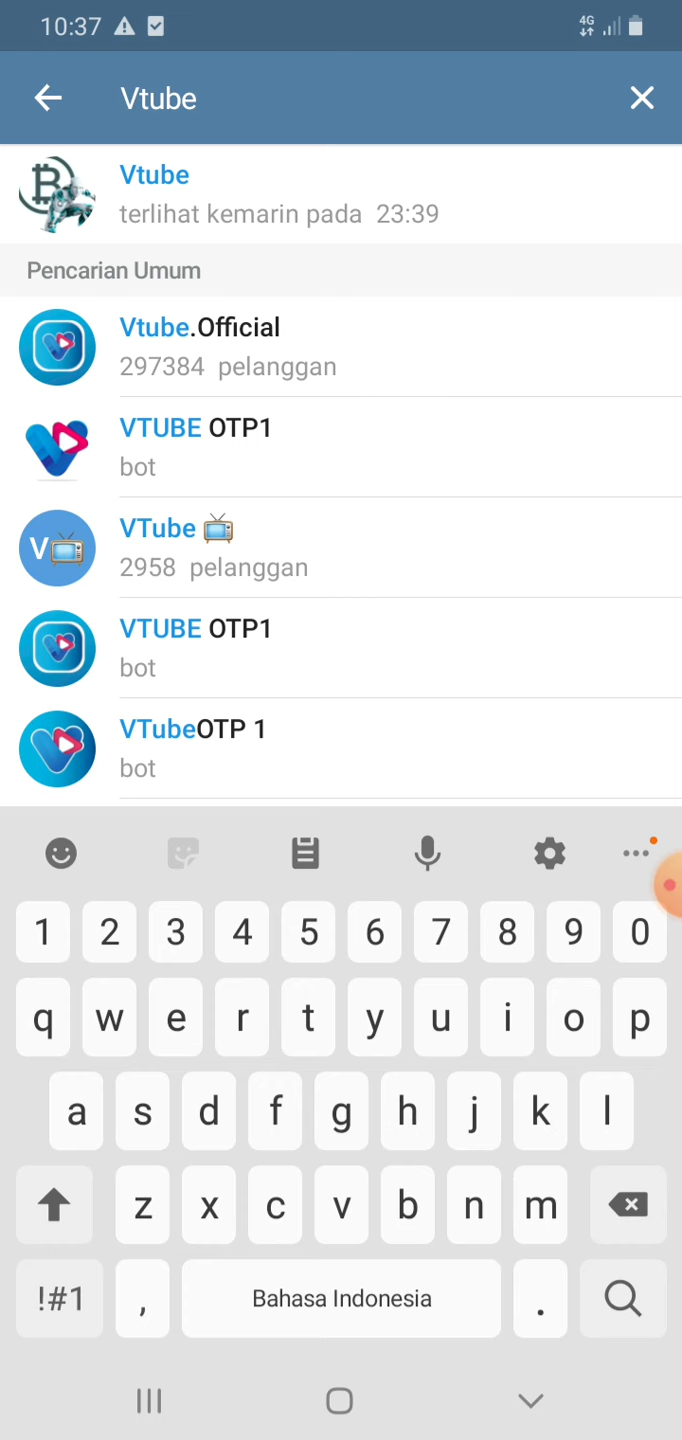 10:37
4G
Vtube
Vtube
terlihat kemarin pada 23:39
Pencarian Umum
Vtube.Official
297384 pelanggan
VTUBE OTP1
bot
V
VTube
2958 pelanggan
VTUBE OTP1
bot
VTubeOTP 1
bot
1 2 3 4 5 6 7 8 9 0
q w e r t y u i o p
a s d f g h j k l
z x c v b n m
!#1 , Bahasa Indonesia .